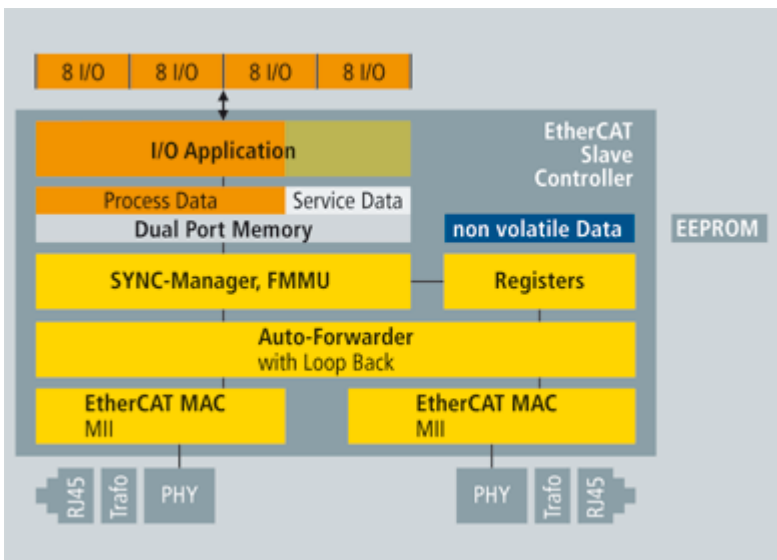 8 I/O 8 I/O 8 I/O 8 I/O
EtherCAT
Slave
Controller
I/O Application
Process Data Service Data
Dual Port Memory
non volatile Data
EEPROM
SYNC-Manager, FMMU
Registers
Auto-Forwarder
with Loop Back
EtherCAT MAC
MII
EtherCAT MAC
MII
RJ45
Trafo
PHY
PHY
Trafo
RJ45